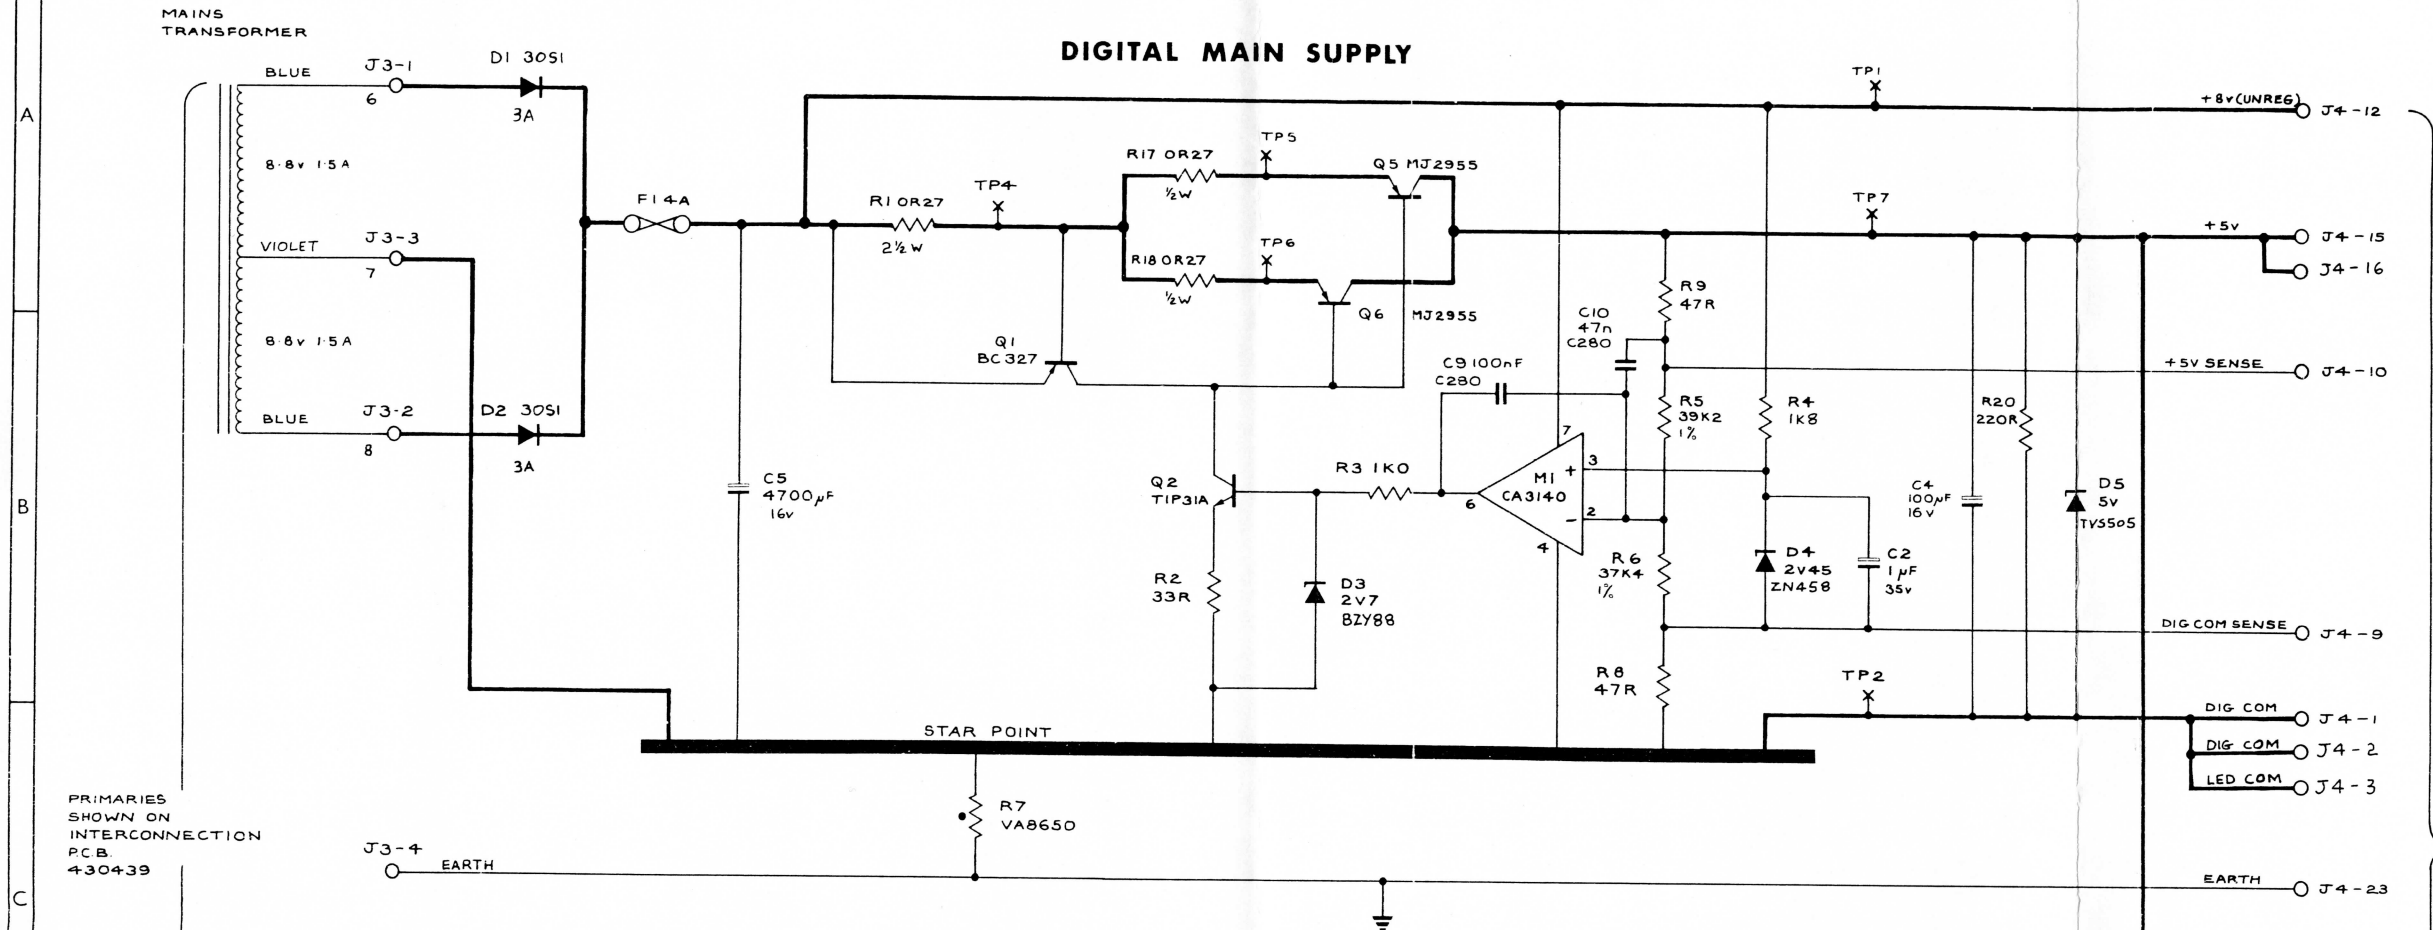 MAINS
TRANSFORMER
DIGITAL MAIN SUPPLY
BLUE
J3-1
6
D1 30S1
3A
8.8v 1.5A
VIOLET
J3-3
7
8.8v 1.5A
BLUE
J3-2
8
D2 30S1
3A
F1 4A
R1 0R27
2½W
TP4
R17 0R27
½W
TP5
Q5 MJ2955
R18 0R27
½W
TP6
Q6 MJ2955
Q1
BC327
TP1
+8v(UNREG)
J4-12
TP7
+5v
J4-15
J4-16
R9
47R
C10
47n
C280
+5V SENSE
J4-10
C9 100nF
C280
R5
39K2
1%
R4
1K8
R20
220R
C5
4700µF
16v
Q2
TIP31A
R3 1K0
7
3
+
M1
CA3140
6
-
2
4
C4
100µF
16v
D5
5v
TVS505
R2
33R
D3
2V7
BZY88
R6
37K4
1%
D4
2V45
ZN458
C2
1µF
35v
DIG COM SENSE
J4-9
R8
47R
TP2
STAR POINT
DIG COM
J4-1
DIG COM
J4-2
LED COM
J4-3
R7
VA8650
PRIMARIES
SHOWN ON
INTERCONNECTION
P.C.B.
430439
J3-4
EARTH
EARTH
J4-23
A
B
C